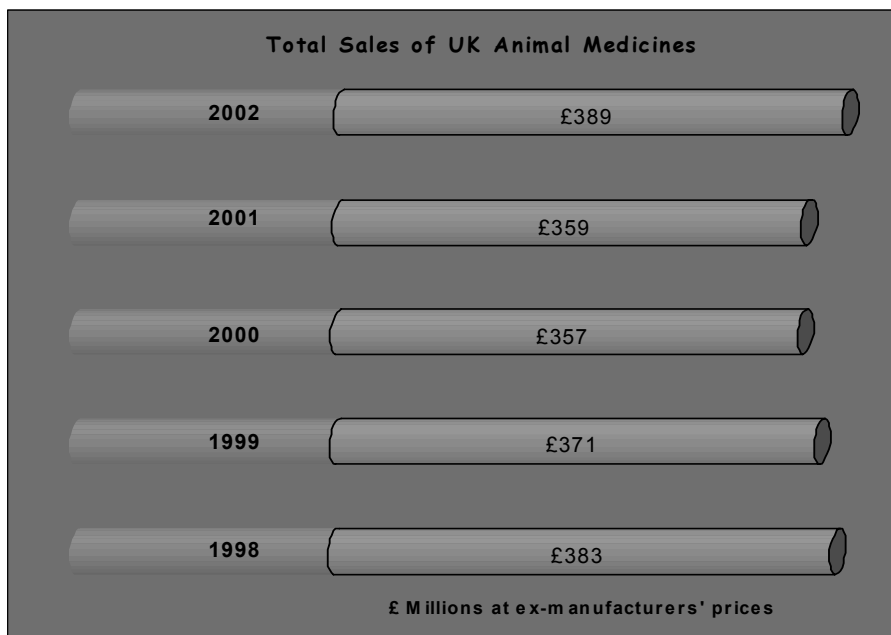 Total Sales of UK Animal Medicines
2002 £389
2001 £359
2000 £357
1999 £371
1998 £383
£ Millions at ex-manufacturers' prices